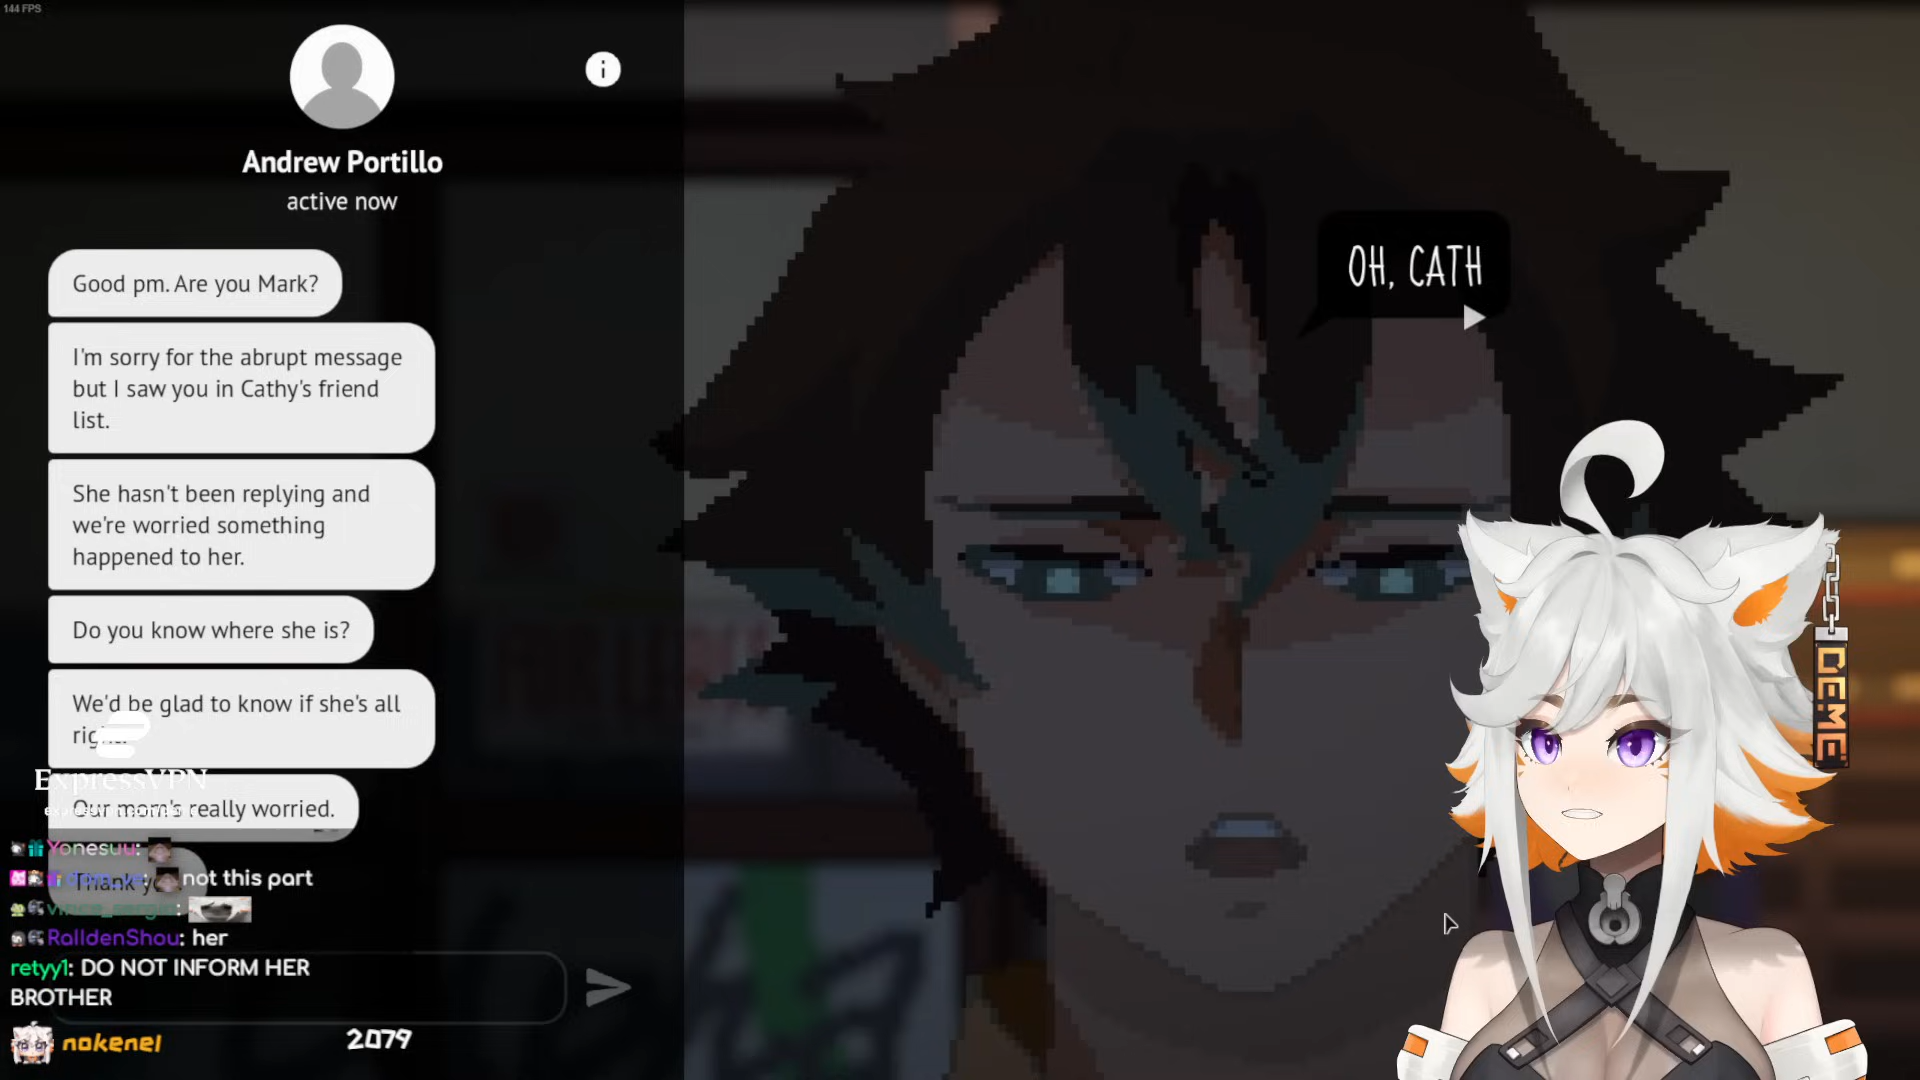 144 FPS
Andrew Portillo
active now
Good pm. Are you Mark?
I'm sorry for the abrupt message
but I saw you in Cathy's friend
list.
She hasn't been replying and
we're worried something
happened to her.
Do you know where she is?
We'd be glad to know if she's all
right.
Our mom's really worried.
OH, CATH
ExpressVPN
Yonesuu:
Thank
not this part
RalldenShou: her
retyy1: DO NOT INFORM HER
BROTHER
nokenel
2079
GEME